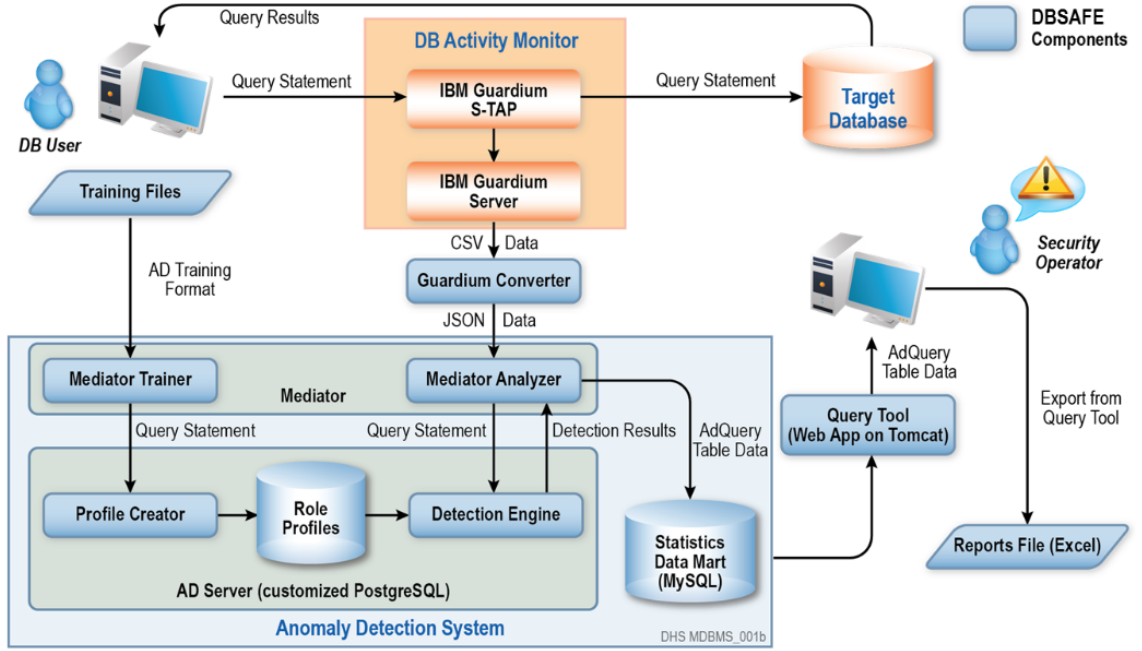 Query Results
DB Activity Monitor
DBSAFE
Components
DB User
Query Statement
IBM Guardium
S-TAP
Query Statement
Target
Database
IBM Guardium
Server
Training Files
CSV Data
Security
Operator
AD Training
Format
Guardium Converter
JSON Data
Mediator Trainer
Mediator
Mediator Analyzer
AdQuery
Table Data
Export from
Query Tool
Query Tool
(Web App on Tomcat)
Query Statement
Query Statement
Detection Results
AdQuery
Table Data
Profile Creator
Role
Profiles
Detection Engine
Statistics
Data Mart
(MySQL)
Reports File (Excel)
AD Server (customized PostgreSQL)
Anomaly Detection System
DHS MDBMS_001b